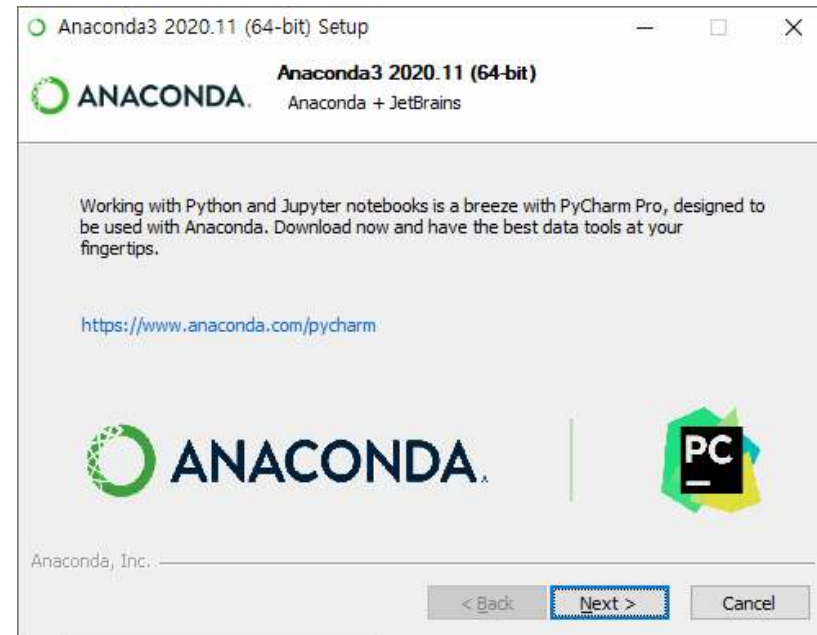 Anaconda3 2020.11 (64-bit) Setup
ANACONDA.
Anaconda3 2020.11 (64-bit)
Anaconda + JetBrains
Working with Python and Jupyter notebooks is a breeze with PyCharm Pro, designed to
be used with Anaconda. Download now and have the best data tools at your
fingertips.
https://www.anaconda.com/pycharm
ANACONDA.
PC
Anaconda, Inc.
< Back Next > Cancel